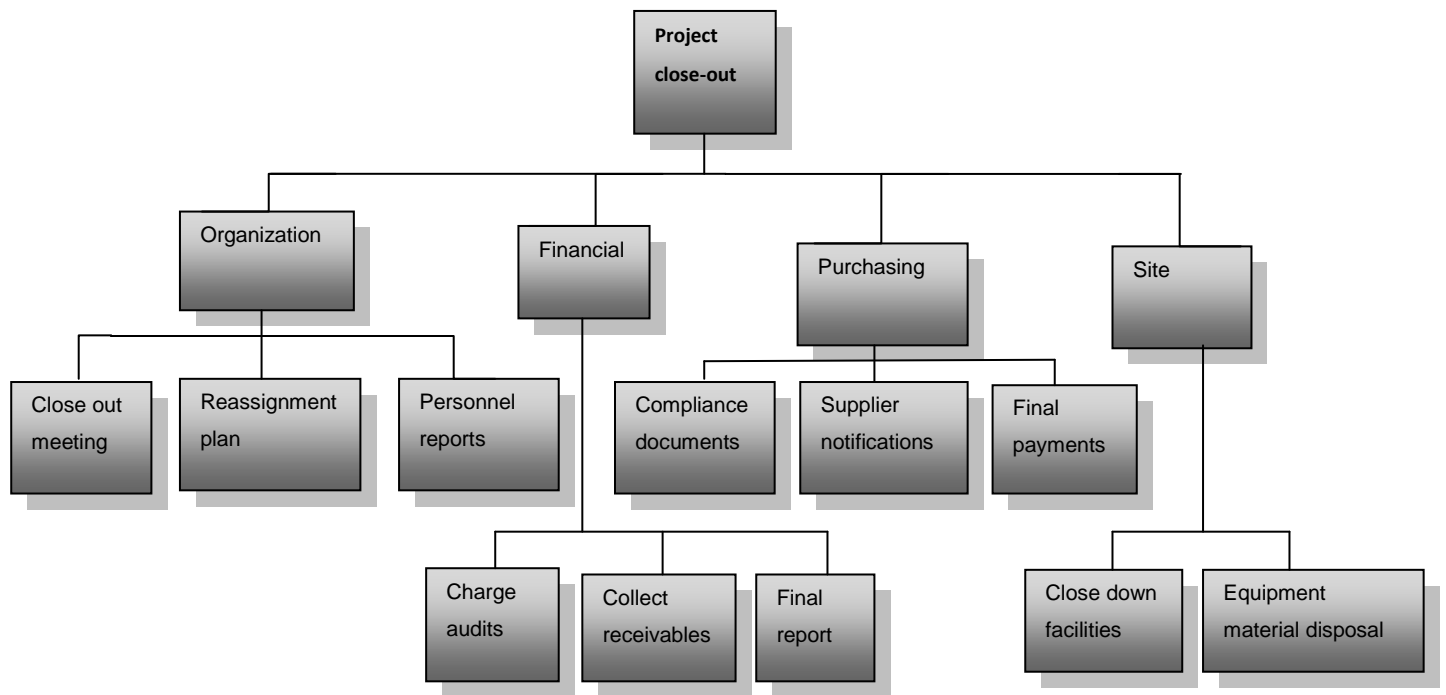 Project
close-out
Organization
Financial
Purchasing
Site
Close out
meeting
Reassignment
plan
Personnel
reports
Compliance
documents
Supplier
notifications
Final
payments
Charge
audits
Collect
receivables
Final
report
Close down
facilities
Equipment
material disposal